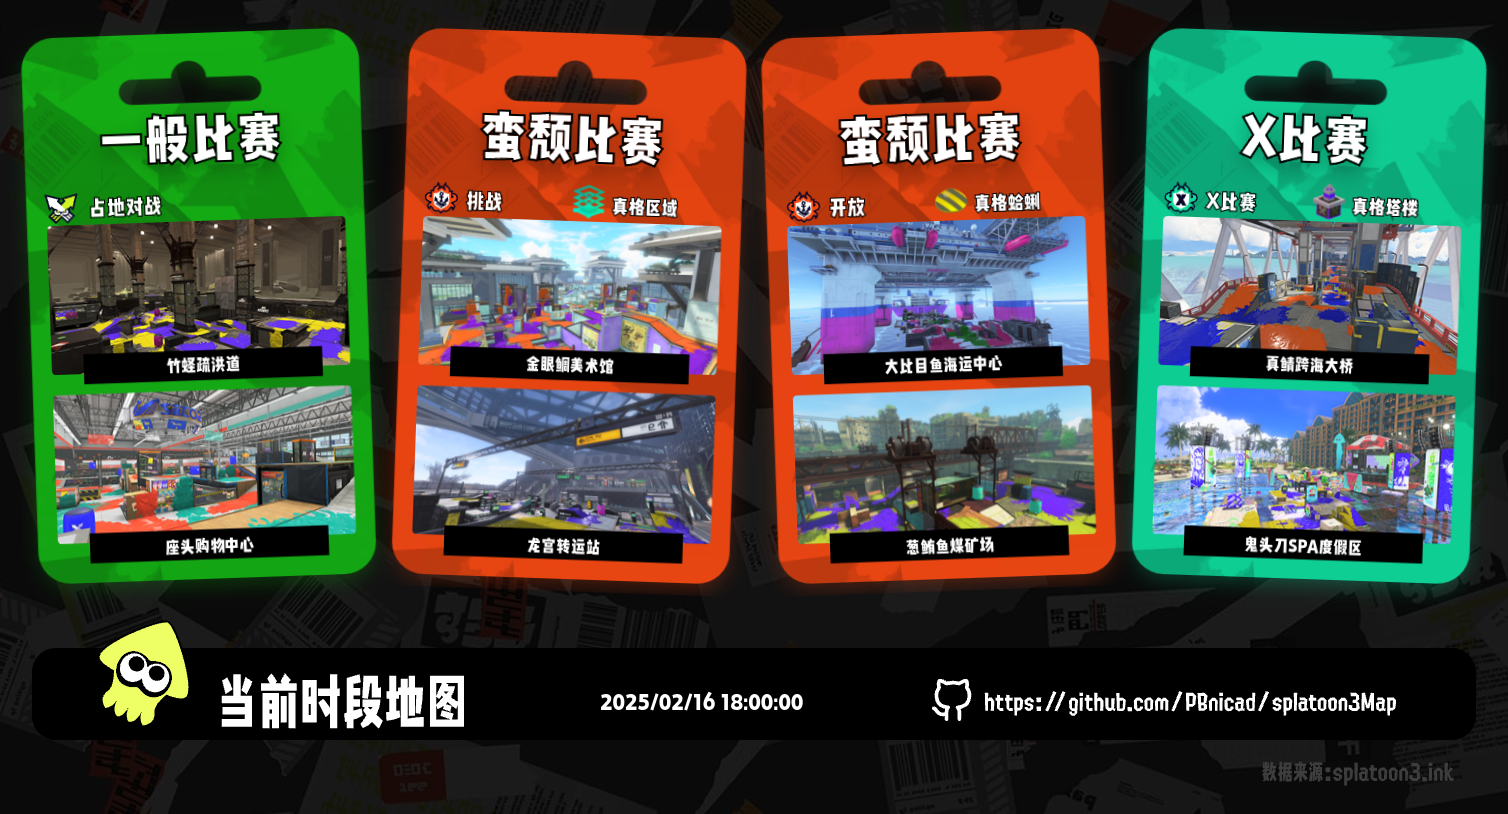 一般比赛
占地对战
竹蛏疏洪道
座头购物中心
蛮颓比赛
挑战
真格区域
金眼鲷美术馆
龙宫转运站
蛮颓比赛
开放
真格蛤蜊
大比目鱼海运中心
葱鲔鱼煤矿场
X比赛
X比赛
真格塔楼
真鲭跨海大桥
鬼头刀SPA度假区
当前时段地图
2025/02/16 18:00:00
https://github.com/PBnicad/splatoon3Map
数据来源:splatoon3.ink